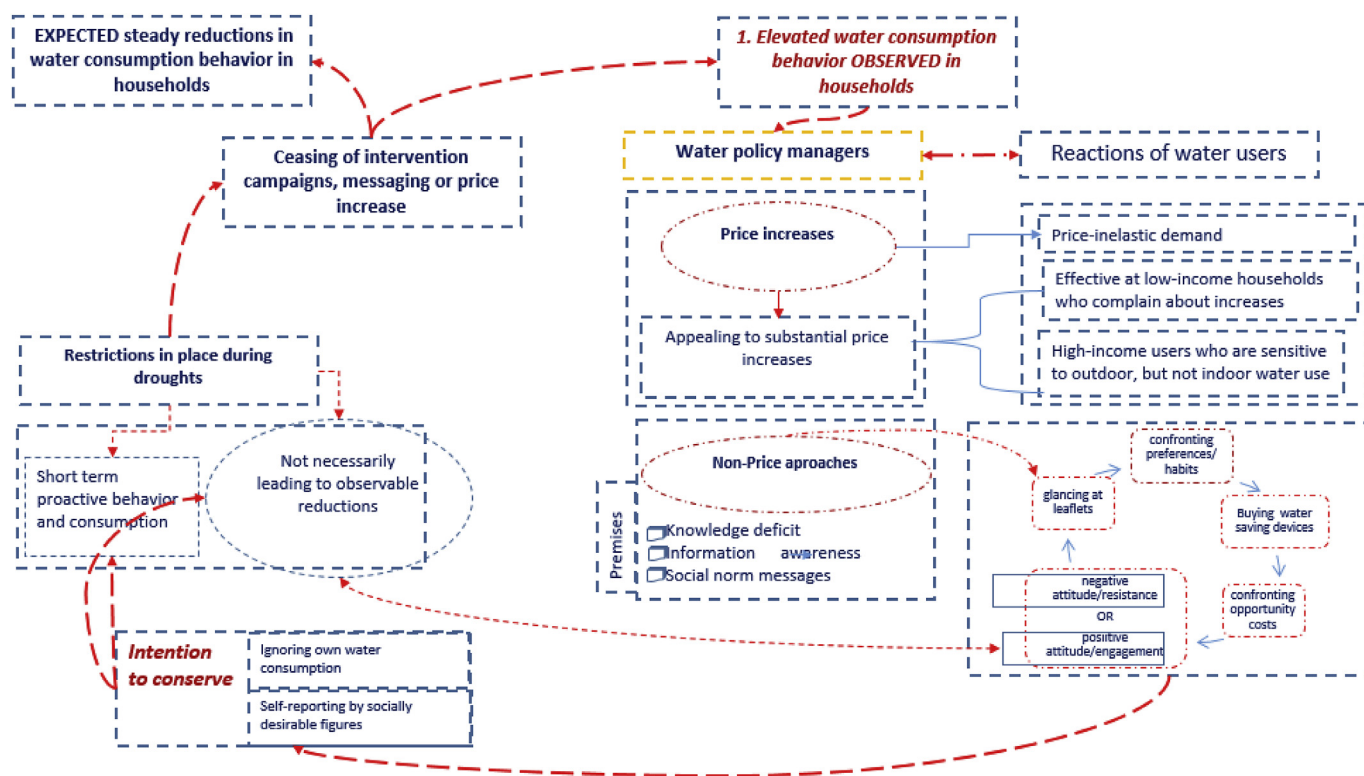 EXPECTED steady reductions in
water consumption behavior in
households
1. Elevated water consumption
behavior OBSERVED in
households
Ceasing of intervention
campaigns, messaging or price
increase
Water policy managers
Reactions of water users
Price increases
Price-inelastic demand
Effective at low-income households
who complain about increases
Appealing to substantial price
increases
High-income users who are sensitive
to outdoor, but not indoor water use
Restrictions in place during
droughts
Short term
proactive behavior
and consumption
Not necessarily
leading to observable
reductions
Non-Price aproaches
Premises
Knowledge deficit
Information awareness
Social norm messages
glancing at
leaflets
confronting
preferences/
habits
Buying water
saving devices
confronting
opportunity
costs
negative
attitude/resistance
OR
positive
attitude/engagement
Intention
to conserve
Ignoring own water
consumption
Self-reporting by socially
desirable figures